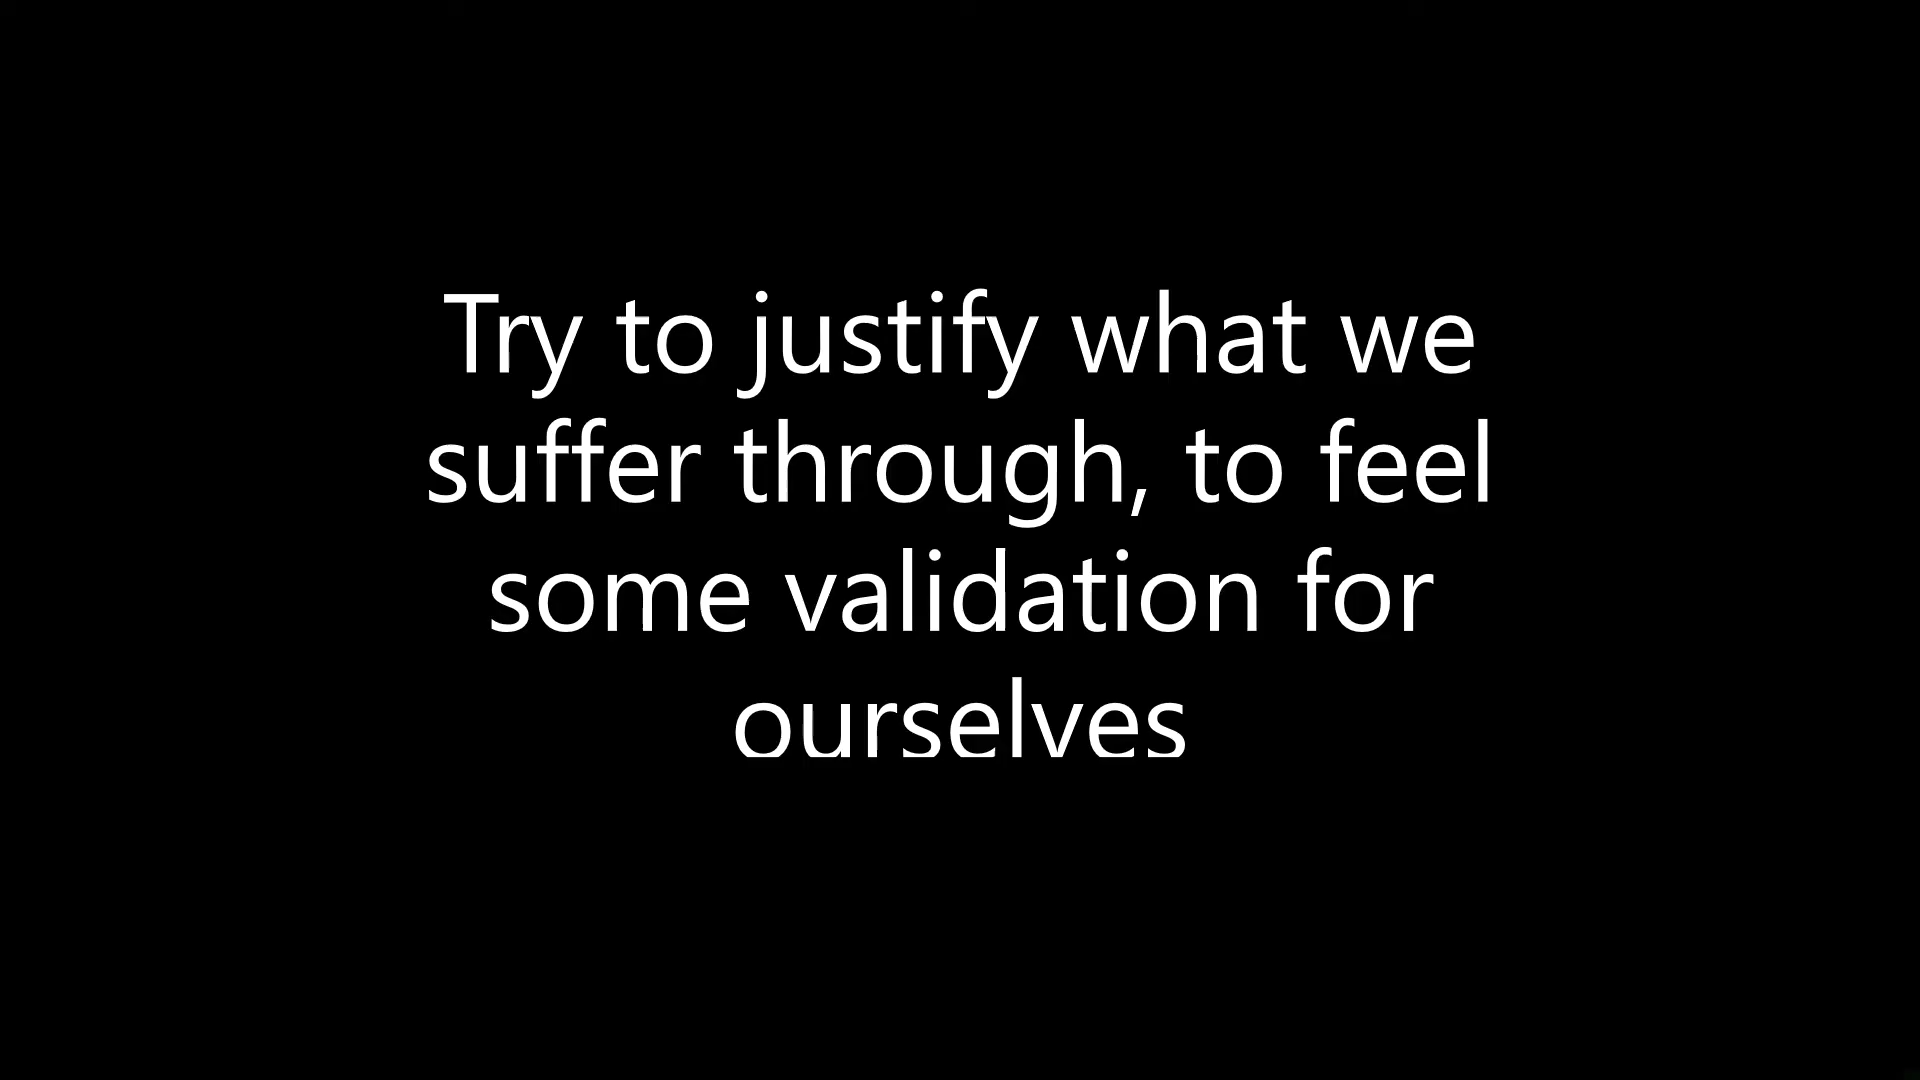 Try to justify what we
suffer through, to feel
some validation for
ourselves